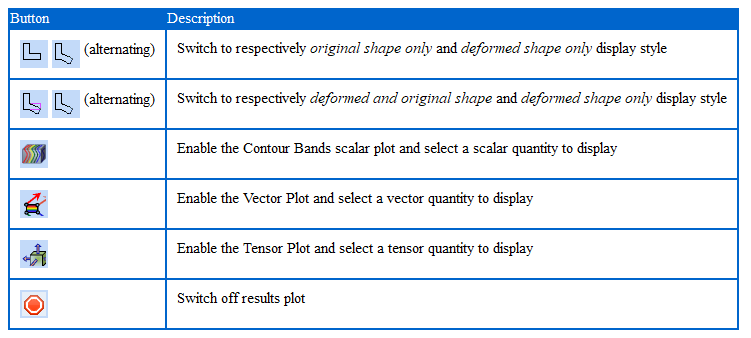 Button Description
(alternating) Switch to respectively original shape only and deformed shape only display style
(alternating) Switch to respectively deformed and original shape and deformed shape only display style
Enable the Contour Bands scalar plot and select a scalar quantity to display
Enable the Vector Plot and select a vector quantity to display
Enable the Tensor Plot and select a tensor quantity to display
Switch off results plot